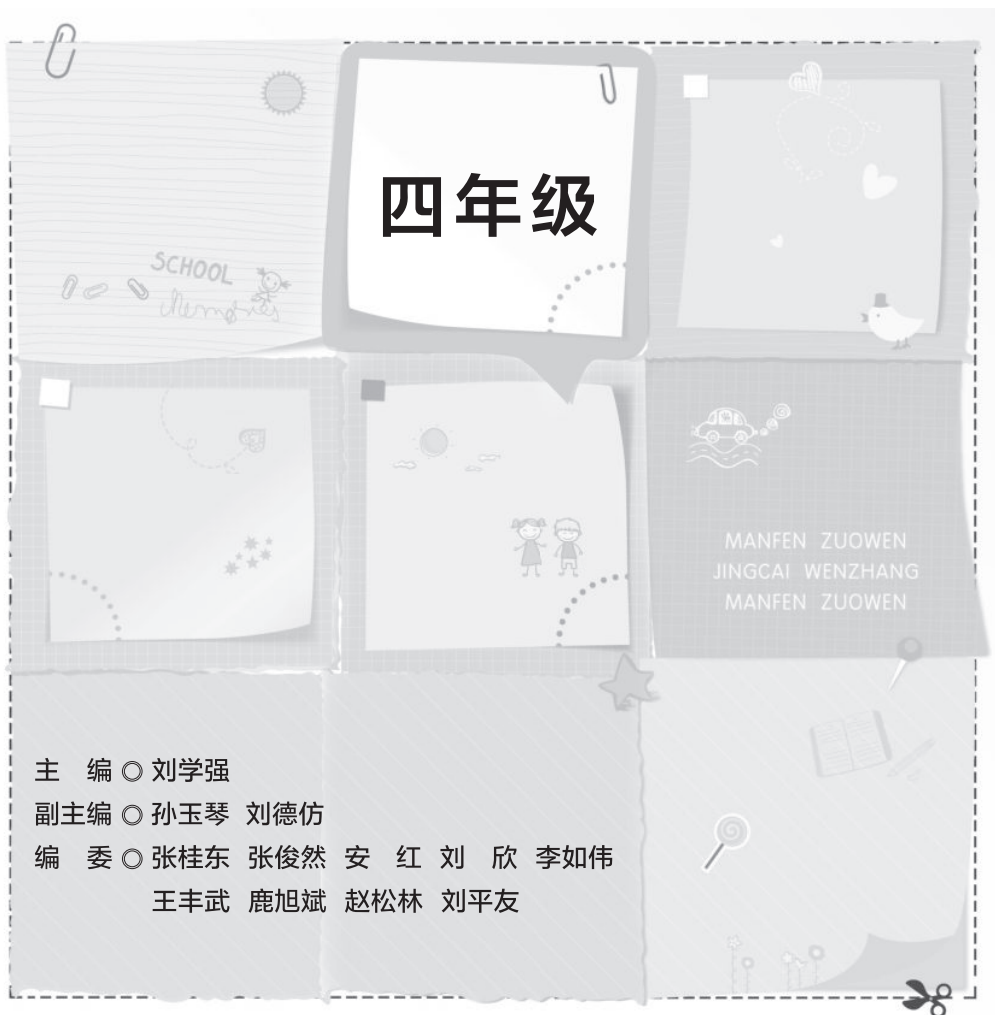 四年级
SCHOOL
Memories
MANFEN ZUOWEN
JINGCAI WENZHANG
MANFEN ZUOWEN
主　编◎刘学强
副主编◎孙玉琴 刘德仿
编　委◎张桂东 张俊然 安　红 刘　欣 李如伟
王丰武 鹿旭斌 赵松林 刘平友